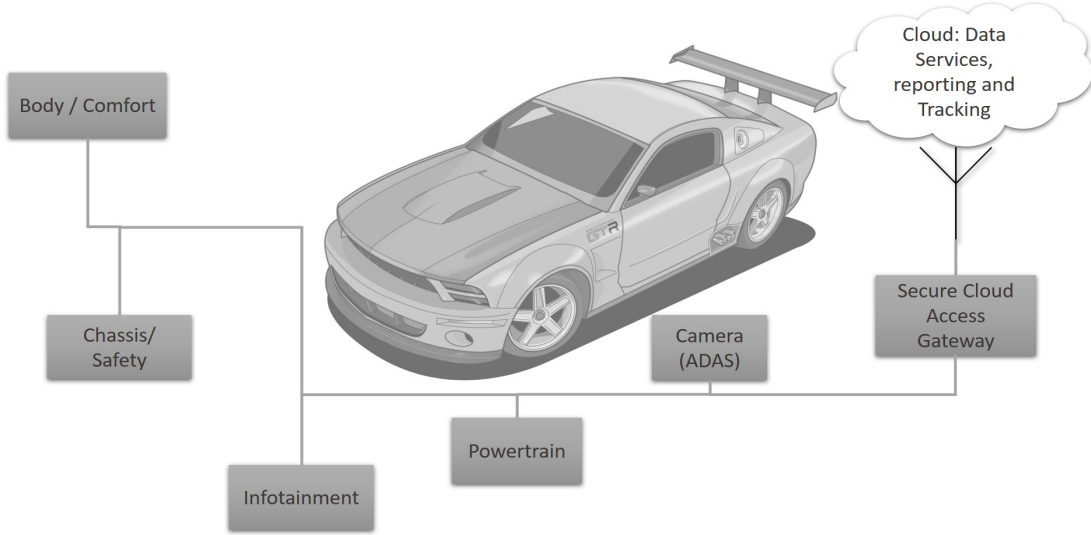 Cloud: Data
Services,
reporting and
Tracking
Body / Comfort
GTR
Secure Cloud
Access
Gateway
Chassis/
Safety
Camera
(ADAS)
Powertrain
Infotainment